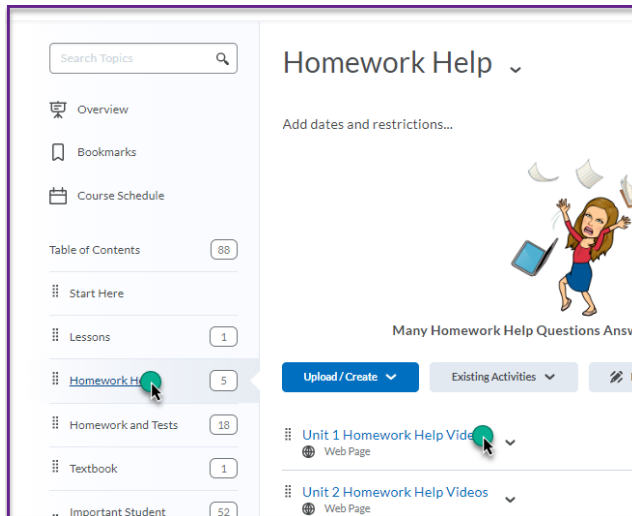 Search Topics
Overview
Bookmarks
Course Schedule
Table of Contents 88
Start Here
Lessons 1
Homework 5
Homework and Tests 18
Textbook 1
Important Student 52
Homework Help
Add dates and restrictions...
Many Homework Help Questions
Upload / Create
Existing Activities
Unit 1 Homework Help
Web Page
Unit 2 Homework Help Videos
Web Page